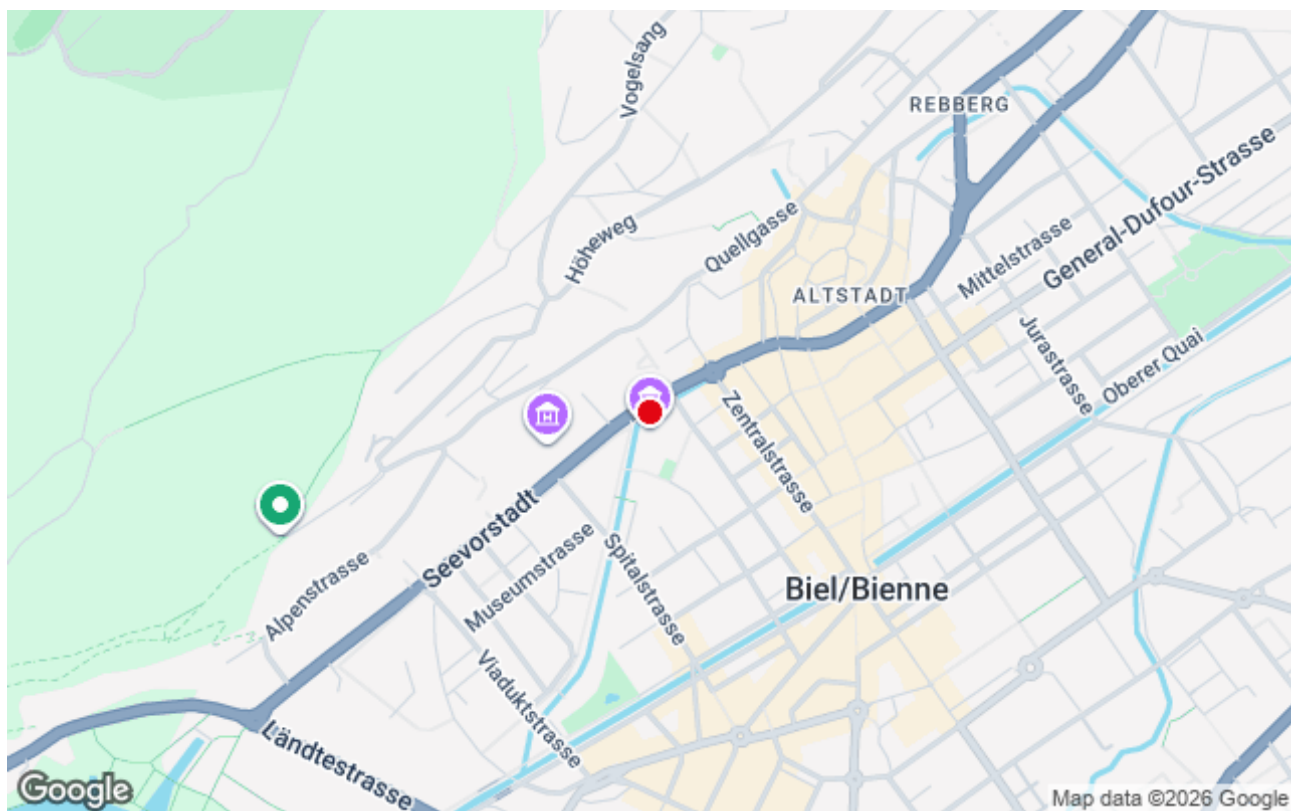 Vogelsang
REBBERG
General-Dufour-Strasse
Höheweg
Quellgasse
Mittelstrasse
ALTSTADT
Jurastrasse
Oberer Quai
Zentralstrasse
Seevorstadt
Museumstrasse
Spitalstrasse
Alpenstrasse
Biel/Bienne
Viaduktstrasse
Ländtestrasse
Google
Map data ©2026 Google